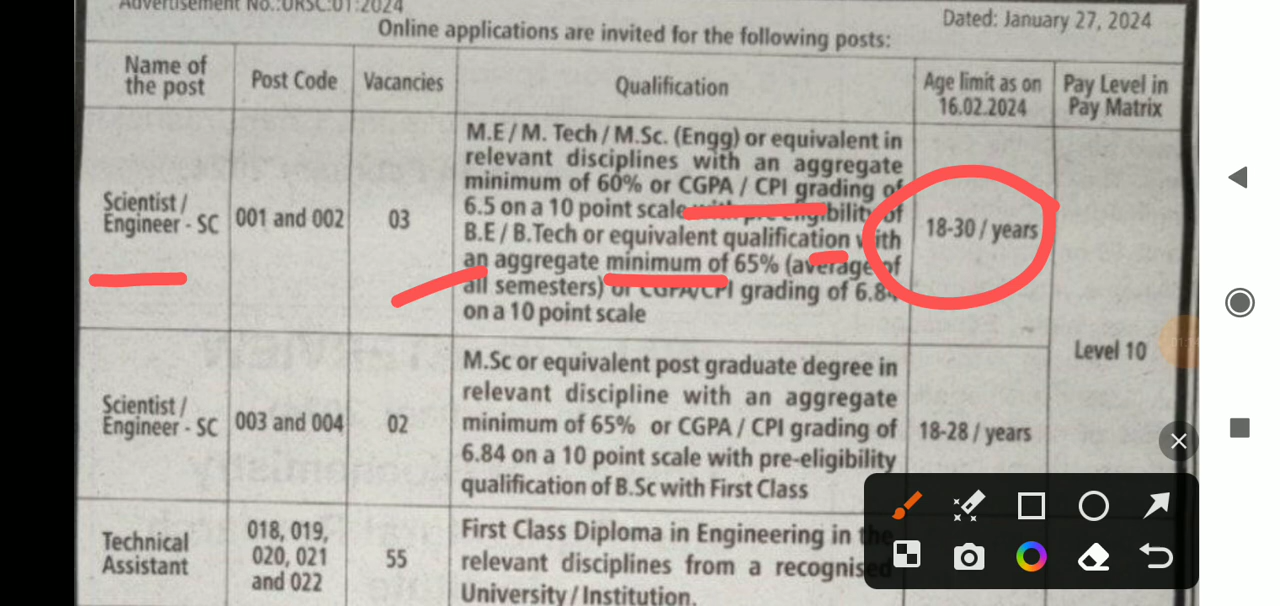 Advertisement No.:URSC:01:2024
Dated: January 27, 2024
Online applications are invited for the following posts:
Name of
the post
Post Code
Vacancies
Qualification
Age limit as on
16.02.2024
Pay Level in
Pay Matrix
Scientist /
Engineer - SC
001 and 002
03
M.E / M. Tech / M.Sc. (Engg) or equivalent in
relevant disciplines with an aggregate
minimum of 60% or CGPA / CPI grading of
6.5 on a 10 point scale with pre-eligibility of
B.E / B.Tech or equivalent qualification with
an aggregate minimum of 65% (average of
all semesters) or CGPA/CPI grading of 6.84
on a 10 point scale
18-30 / years
Level 10
Scientist /
Engineer - SC
003 and 004
02
M.Sc or equivalent post graduate degree in
relevant discipline with an aggregate
minimum of 65% or CGPA / CPI grading of
6.84 on a 10 point scale with pre-eligibility
qualification of B.Sc with First Class
18-28 / years
Technical
Assistant
018, 019,
020, 021
and 022
55
First Class Diploma in Engineering in the
relevant disciplines from a recognised
University / Institution.